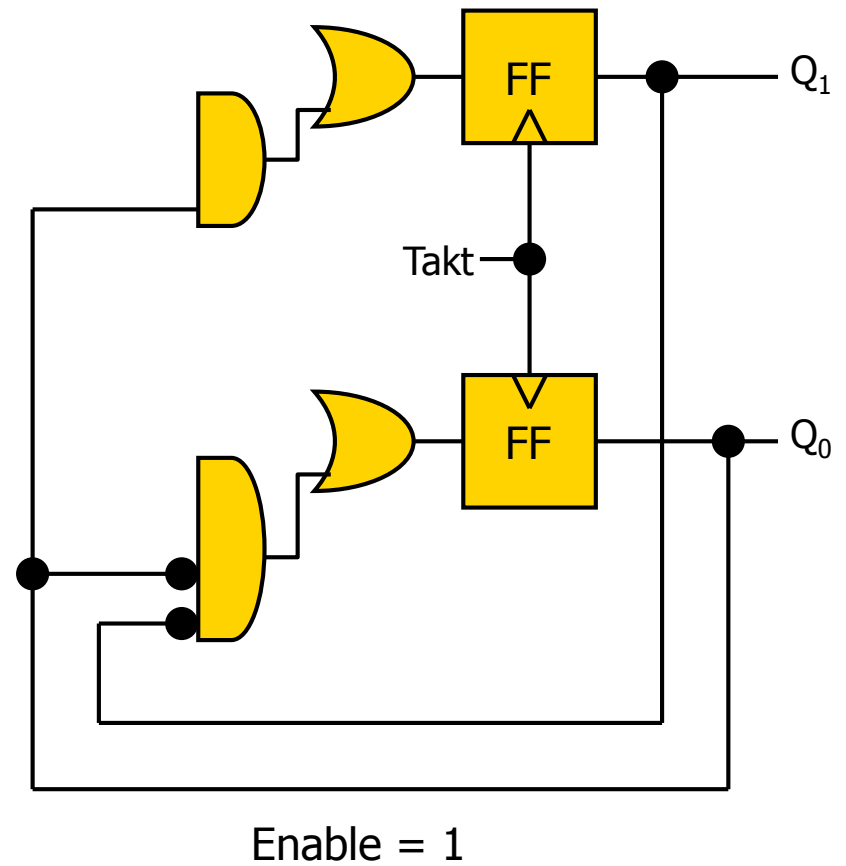 FF
Q₁
Takt
FF
Q₀
Enable = 1